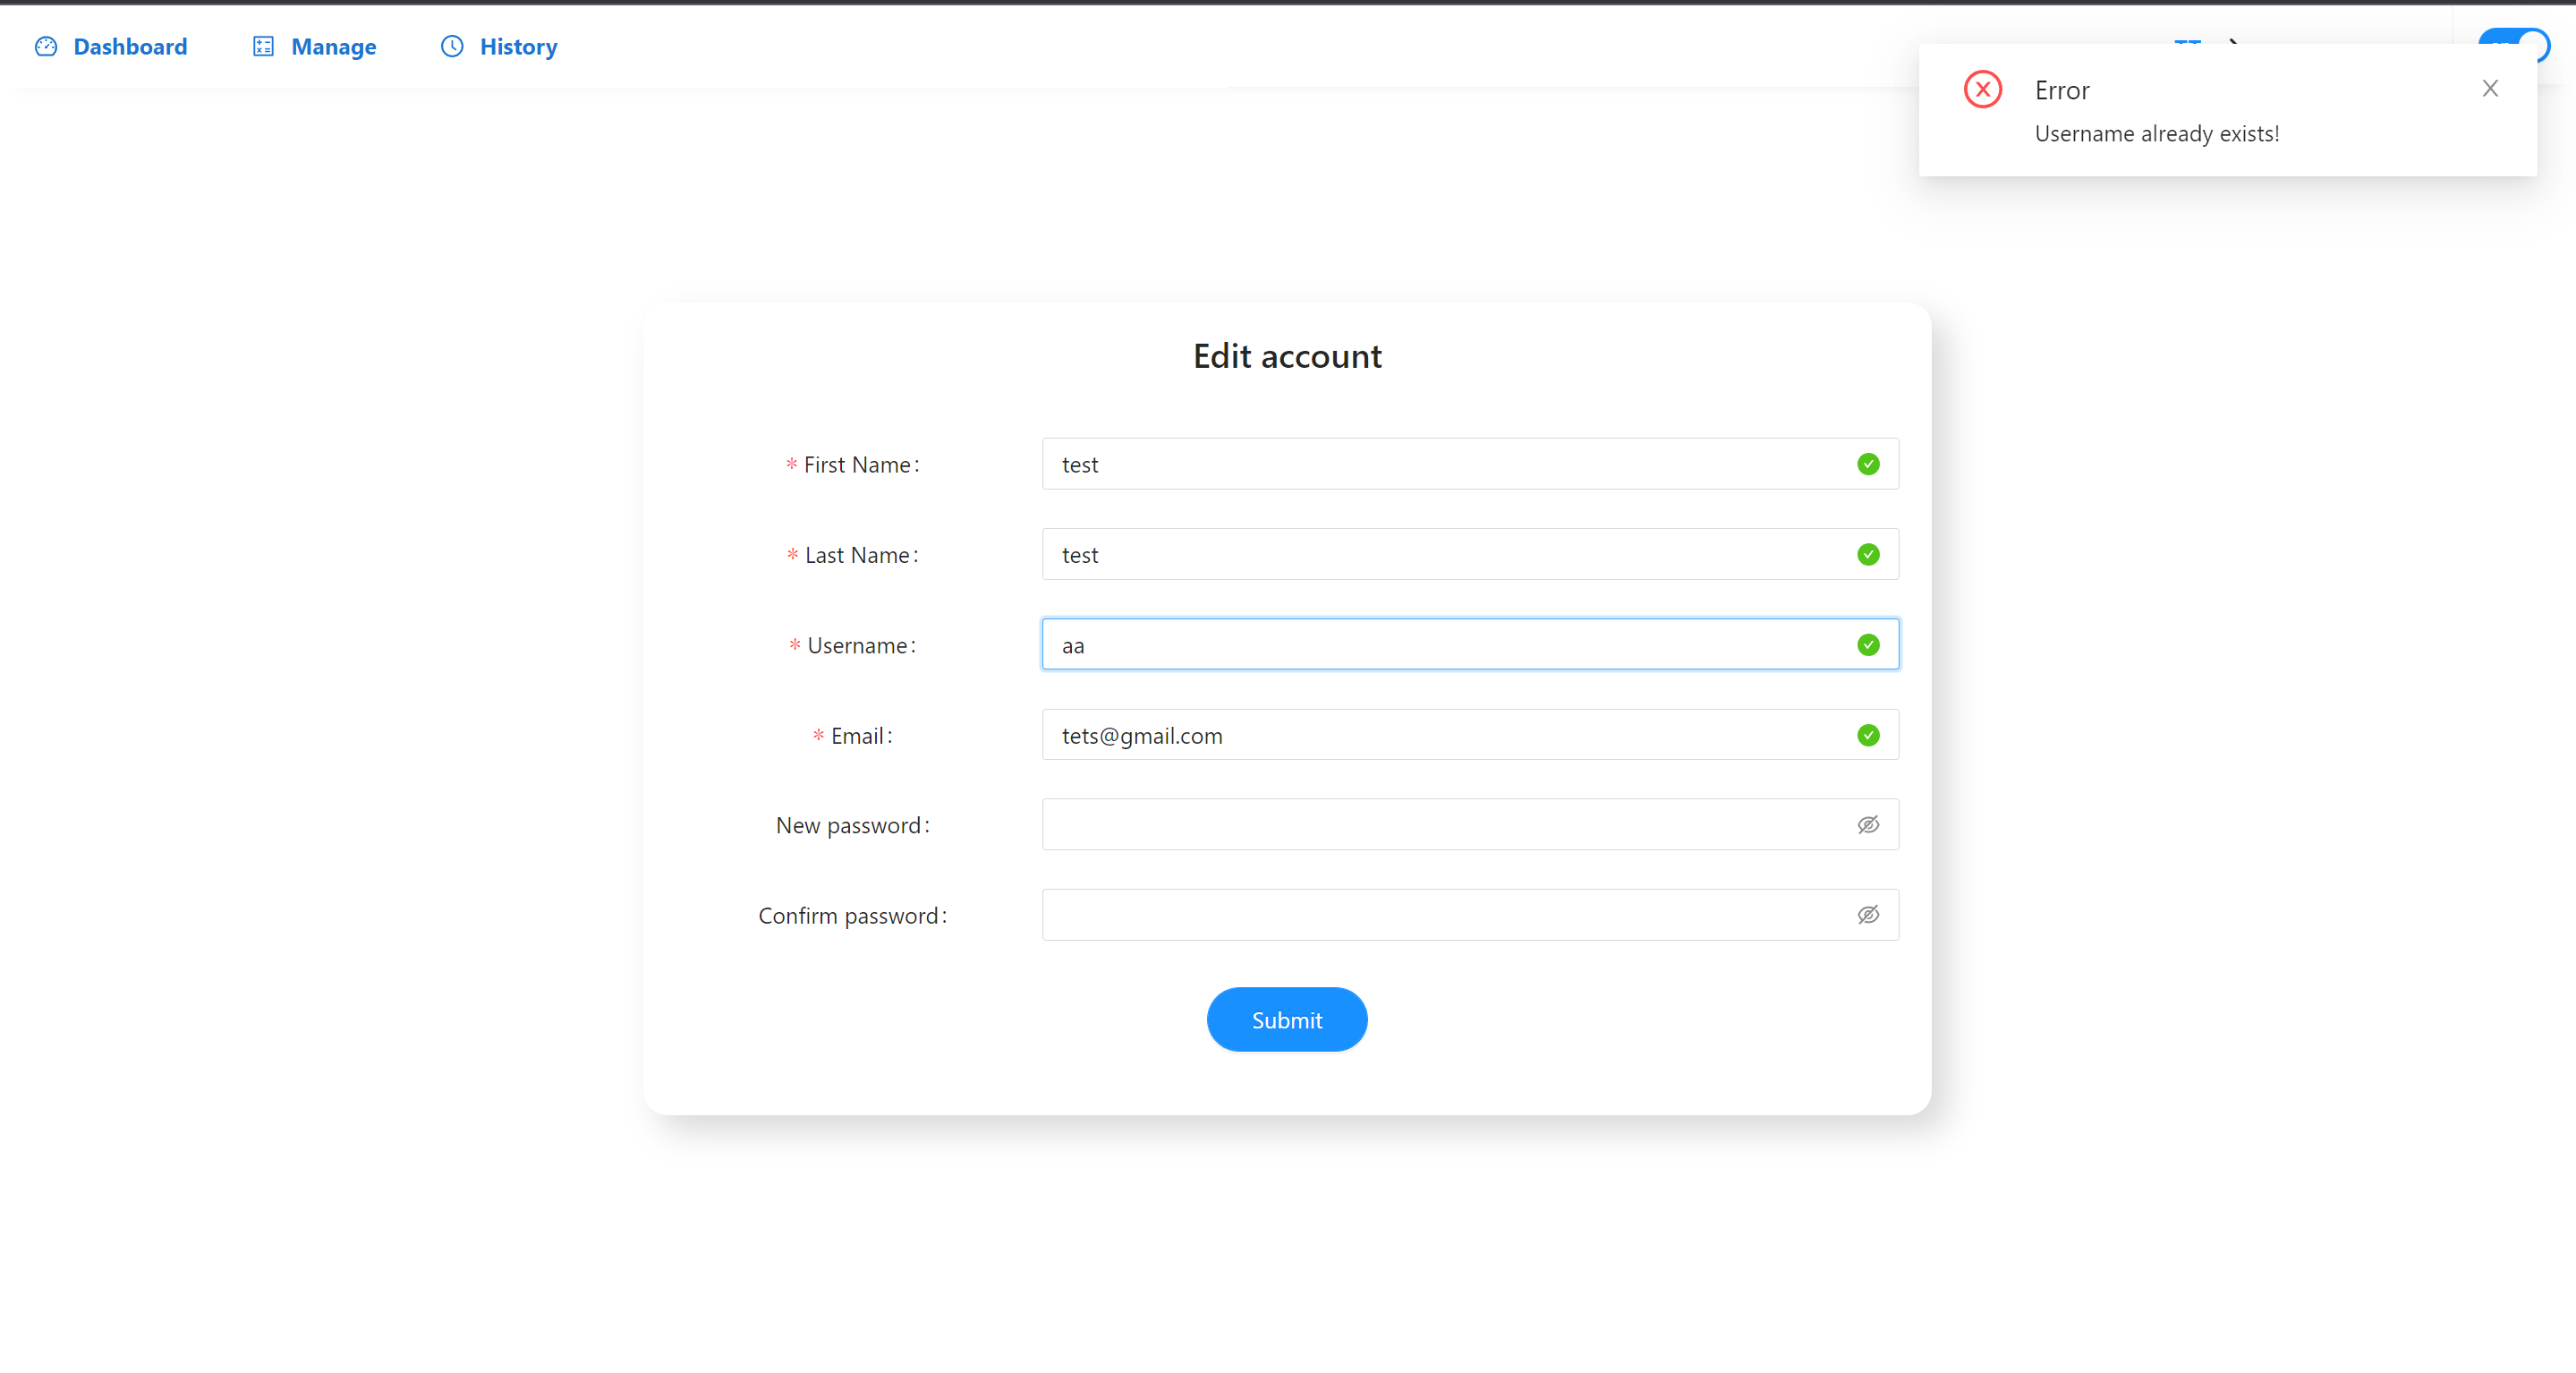 Dashboard
Manage
History
Error
Username already exists!
Edit account
* First Name:
test
* Last Name:
test
* Username:
aa
* Email:
tets@gmail.com
New password:
Confirm password:
Submit